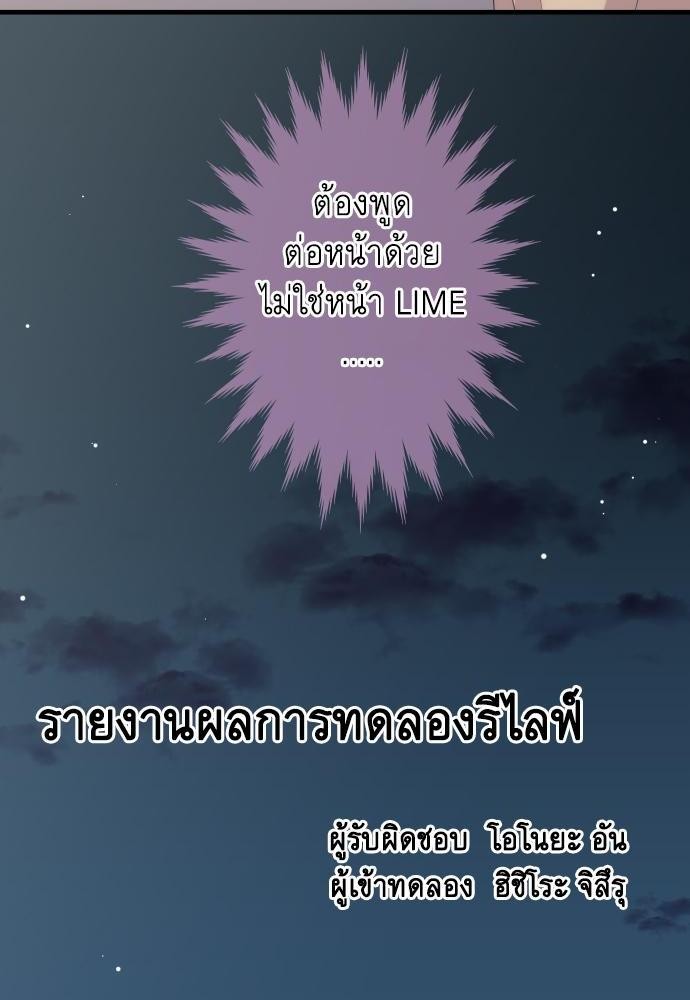 ต้องพูด
ต่อหน้าด้วย
ไม่ใช่หน้า LIME
......
รายงานผลการทดลองรีไลฟ์
ผู้รับผิดชอบ โอโนยะ อัน
ผู้เข้าทดลอง ฮิชิโระ จิสึรุ